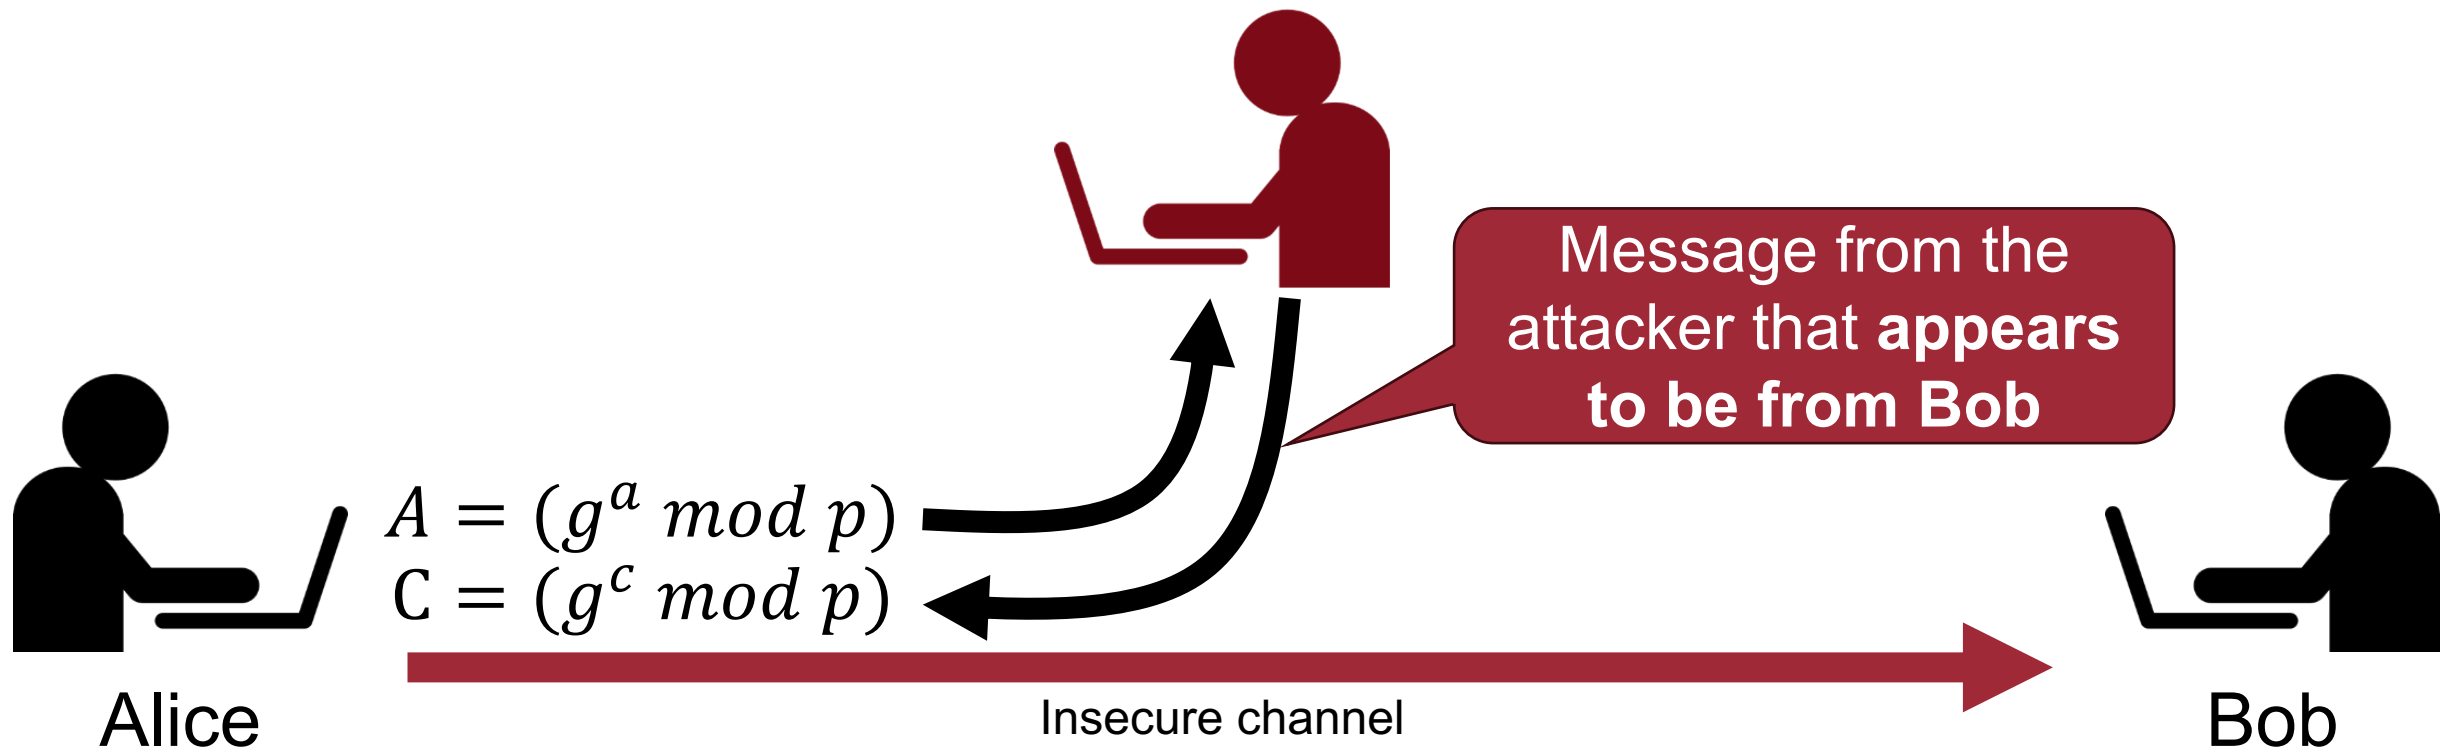 Message from the
attacker that appears
to be from Bob
A = (g^a mod p)
C = (g^c mod p)
Alice
Insecure channel
Bob